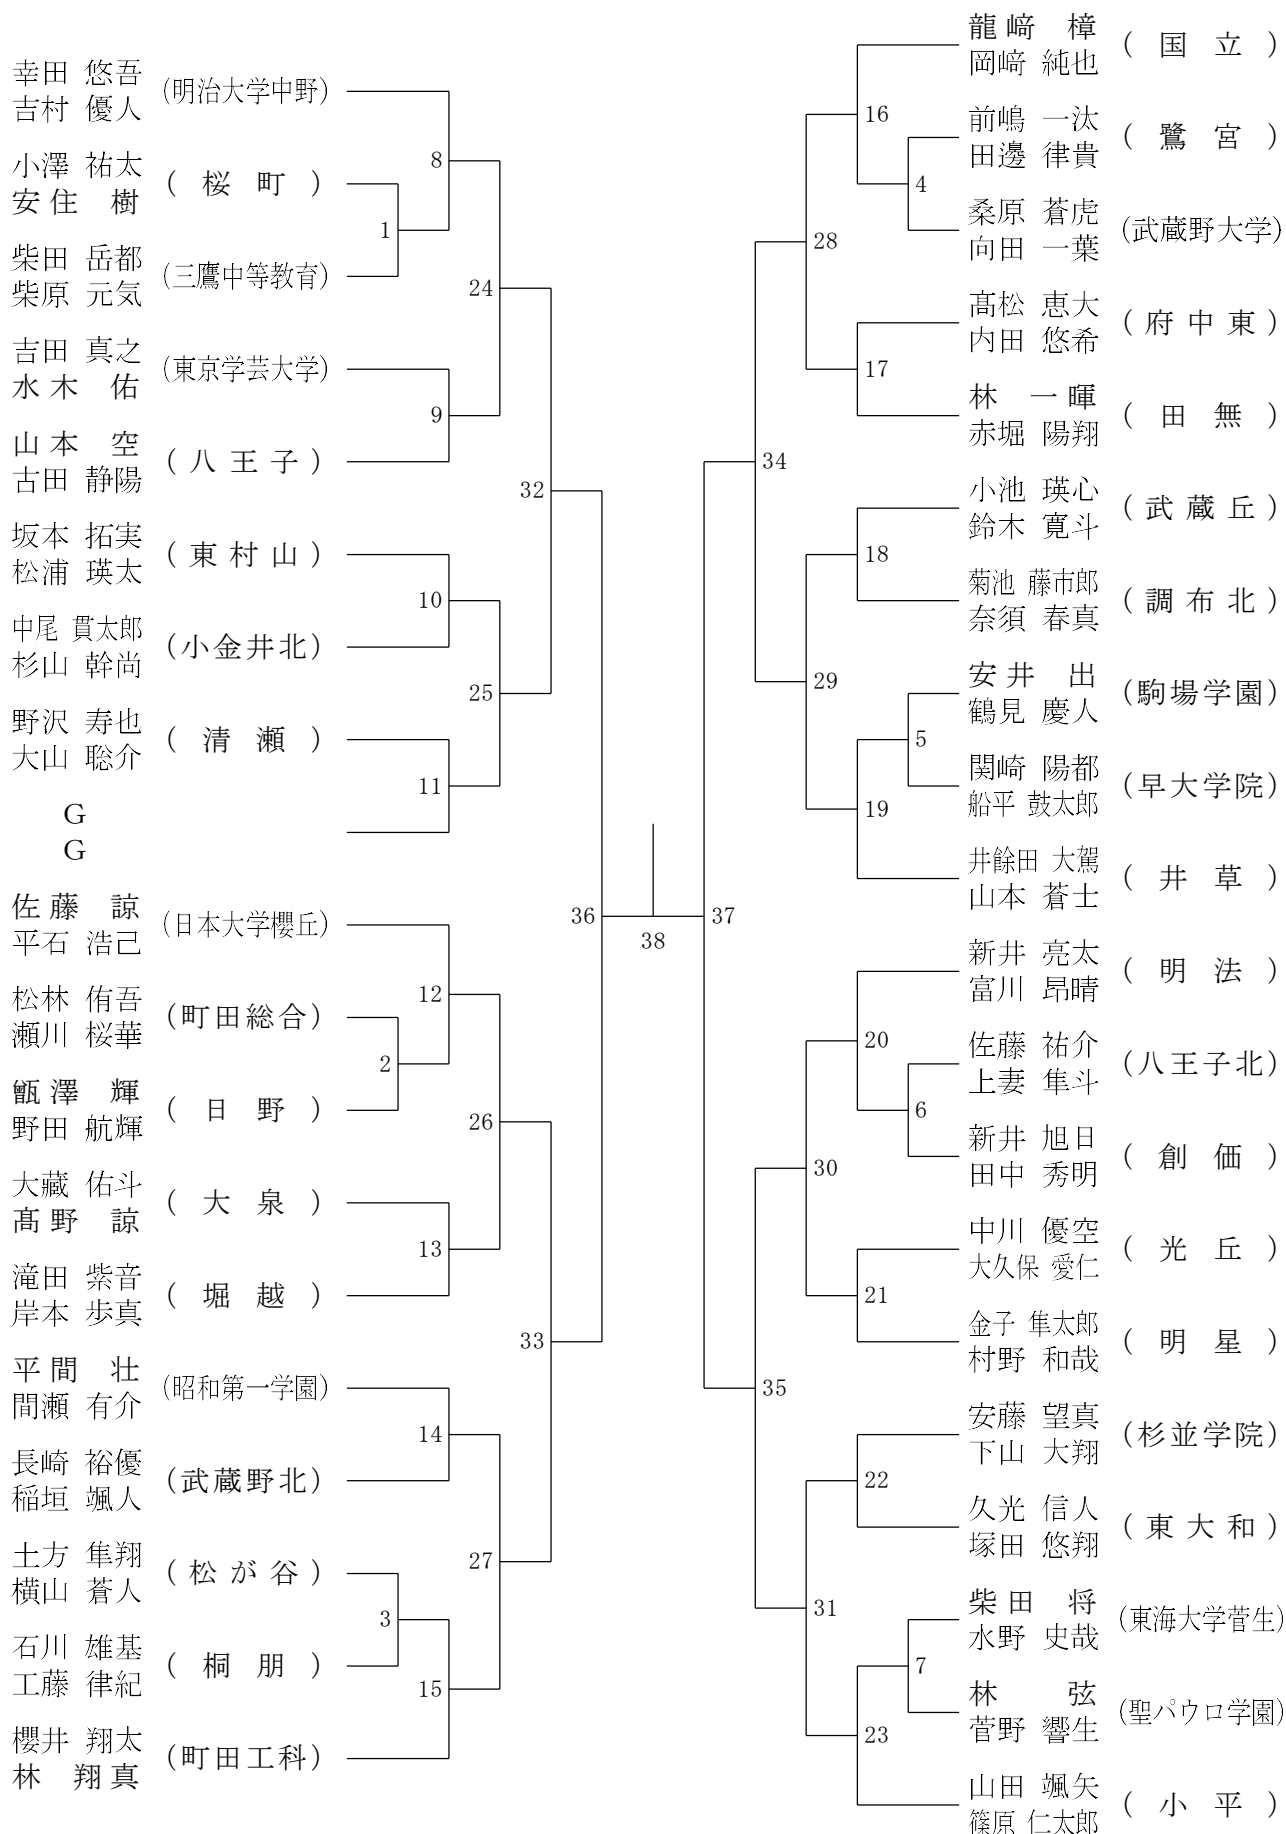 幸田 悠吾
吉村 優人
(明治大学中野)
小澤 祐太
安住 樹
( 桜 町 )
柴田 岳都
柴原 元気
(三鷹中等教育)
吉田 真之
水木 佑
(東京学芸大学)
山本 空
古田 静陽
( 八 王 子 )
坂本 拓実
松浦 瑛太
( 東 村 山 )
中尾 貫太郎
杉山 幹尚
(小金井北)
野沢 寿也
大山 聡介
( 清 瀬 )
G
G
佐藤 諒
平石 浩己
(日本大学櫻丘)
松林 侑吾
瀬川 桜華
(町田総合)
甑澤 輝
野田 航輝
( 日 野 )
大藏 佑斗
髙野 諒
( 大 泉 )
滝田 紫音
岸本 歩真
( 堀 越 )
平間 壮
間瀬 有介
(昭和第一学園)
長崎 裕優
稲垣 颯人
(武蔵野北)
土方 隼翔
横山 蒼人
( 松 が 谷 )
石川 雄基
工藤 律紀
( 桐 朋 )
櫻井 翔太
林 翔真
(町田工科)
1
2
3
8
9
10
11
12
13
14
15
24
25
26
27
32
33
36
38
37
34
35
28
29
30
31
16
17
18
19
20
21
22
23
4
5
6
7
龍﨑 樟
岡﨑 純也
( 国 立 )
前嶋 一汰
田邊 律貴
( 鷺 宮 )
桑原 蒼虎
向田 一葉
(武蔵野大学)
髙松 恵大
内田 悠希
( 府 中 東 )
林 一暉
赤堀 陽翔
( 田 無 )
小池 瑛心
鈴木 寛斗
( 武 蔵 丘 )
菊池 藤市郎
奈須 春真
( 調 布 北 )
安井 出
鶴見 慶人
(駒場学園)
関崎 陽都
船平 鼓太郎
(早大学院)
井餘田 大駕
山本 蒼士
( 井 草 )
新井 亮太
富川 昂晴
( 明 法 )
佐藤 祐介
上妻 隼斗
(八王子北)
新井 旭日
田中 秀明
( 創 価 )
中川 優空
大久保 愛仁
( 光 丘 )
金子 隼太郎
村野 和哉
( 明 星 )
安藤 望真
下山 大翔
(杉並学院)
久光 信人
塚田 悠翔
( 東 大 和 )
柴田 将
水野 史哉
(東海大学菅生)
林 弦
菅野 響生
(聖パウロ学園)
山田 颯矢
篠原 仁太郎
( 小 平 )